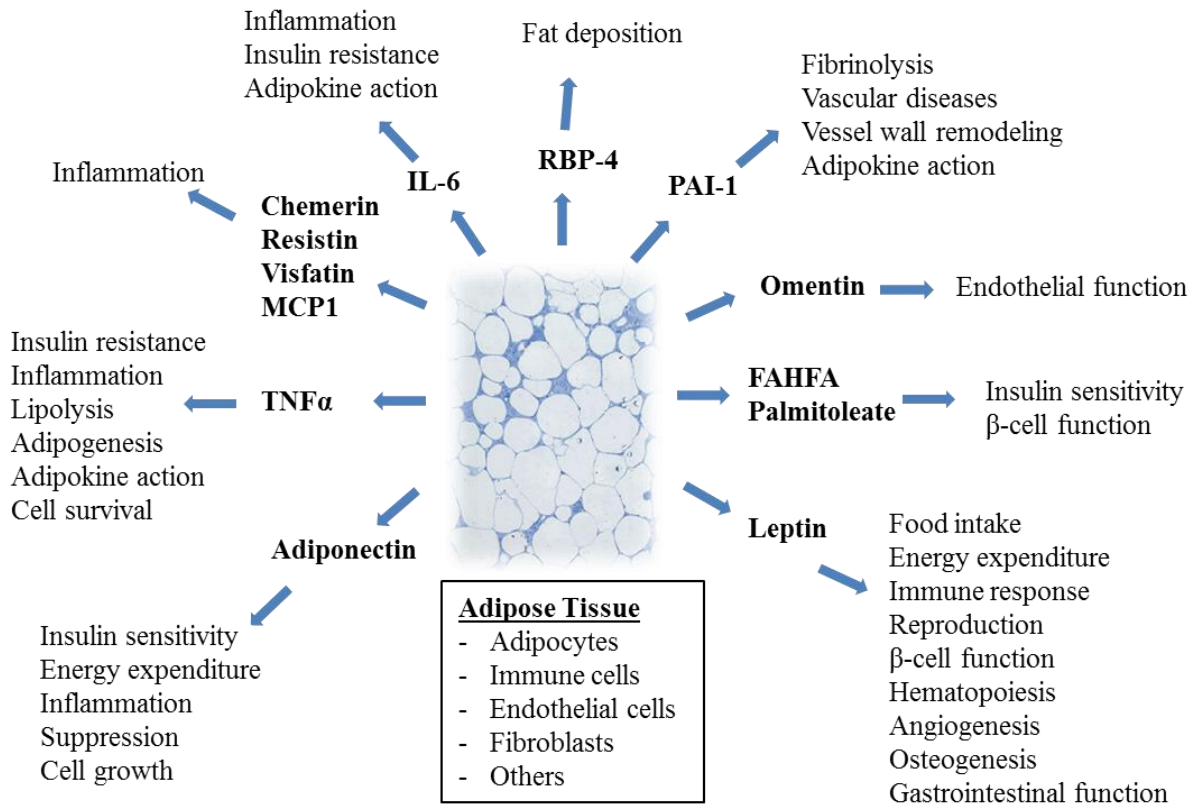 Inflammation
Insulin resistance
Adipokine action
Fat deposition
Fibrinolysis
Vascular diseases
Vessel wall remodeling
Adipokine action
Inflammation
IL-6
RBP-4
PAI-1
Chemerin
Resistin
Visfatin
MCP1
Omentin
Endothelial function
Insulin resistance
Inflammation
Lipolysis
Adipogenesis
Adipokine action
Cell survival
TNFα
FAHFA
Palmitoleate
Insulin sensitivity
β-cell function
Adiponectin
Leptin
Food intake
Energy expenditure
Immune response
Reproduction
β-cell function
Hematopoiesis
Angiogenesis
Osteogenesis
Gastrointestinal function
Insulin sensitivity
Energy expenditure
Inflammation
Suppression
Cell growth
Adipose Tissue
- Adipocytes
- Immune cells
- Endothelial cells
- Fibroblasts
- Others